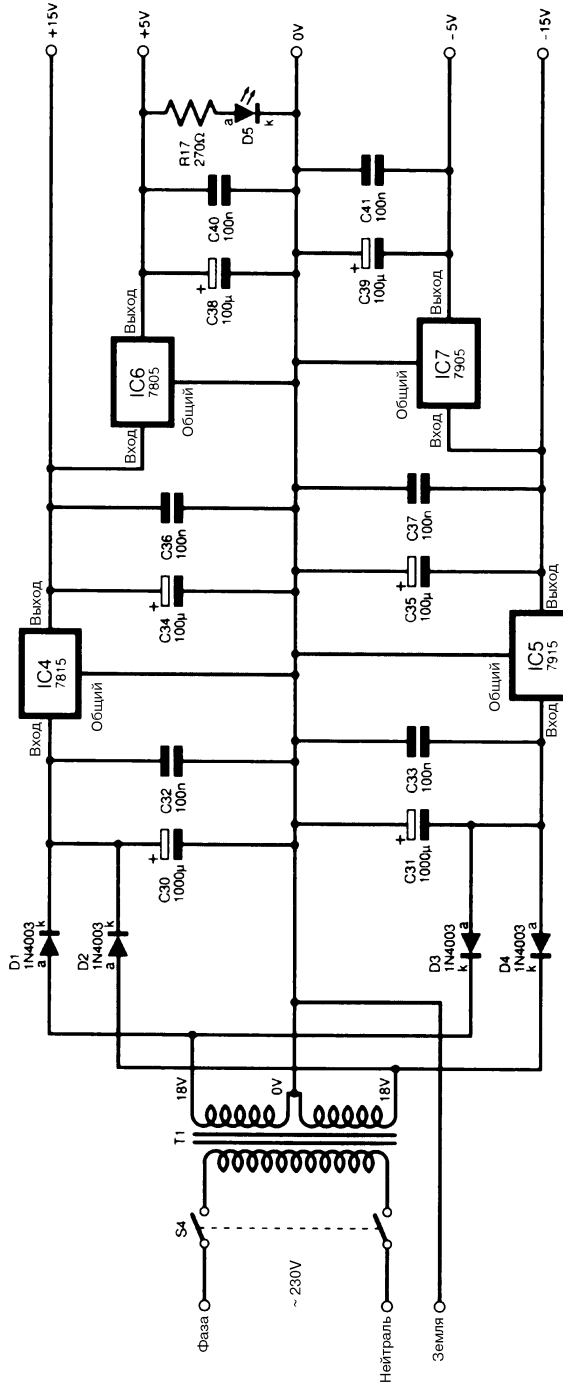 Фаза
Нейтраль
Земля
~ 230V
S4
T1
18V
0V
18V
D1
1N4003
a
k
D2
1N4003
a
k
D3
1N4003
k
a
D4
1N4003
k
a
+
C30
1000µ
C32
100n
+
C31
1000µ
C33
100n
Вход
IC4
7815
Выход
Общий
Общий
Вход
IC5
7915
Выход
+
C34
100µ
C36
100n
+
C35
100µ
C37
100n
Вход
IC6
7805
Выход
Общий
Общий
Вход
IC7
7905
Выход
+
C38
100µ
C40
100n
+
C39
100µ
C41
100n
R17
270Ω
a
D5
k
+15V
+5V
0V
-5V
-15V